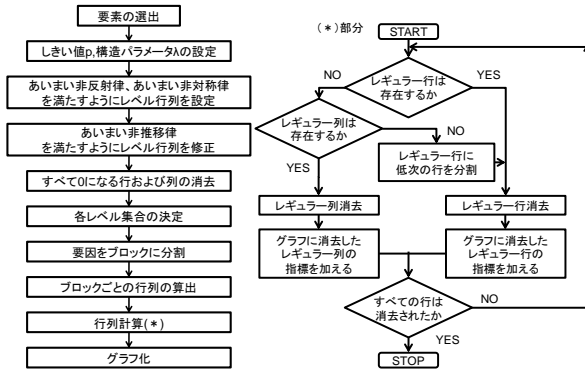 要素の選出
しきい値p,構造パラメータλの設定
あいまい非反射律、あいまい非対称律
を満たすようにレベル行列を設定
あいまい非推移律
を満たすようにレベル行列を修正
すべて0になる行および列の消去
各レベル集合の決定
要因をブロックに分割
ブロックごとの行列の算出
行列計算(*)
グラフ化
(*)部分
START
レギュラー行は
存在するか
NO
YES
レギュラー列は
存在するか
NO
YES
レギュラー行に
低次の行を分割
レギュラー列消去
レギュラー行消去
グラフに消去した
レギュラー列の
指標を加える
グラフに消去した
レギュラー行の
指標を加える
すべての行は
消去されたか
NO
YES
STOP